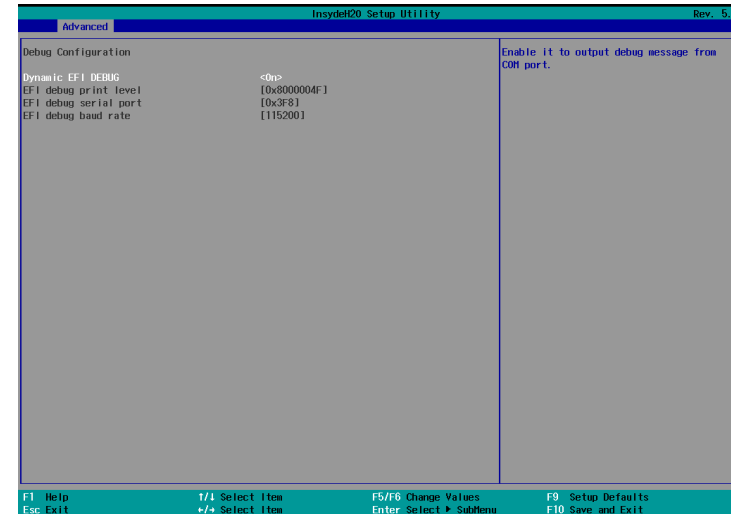 InsydeH20 Setup Utility Rev. 5.
Advanced
Debug Configuration
Enable it to output debug message from
COM port.
Dynamic EFI DEBUG <On>
EFI debug print level [0x8000004F]
EFI debug serial port [0x3F8]
EFI debug baud rate [115200]
F1 Help ↑/↓ Select Item F5/F6 Change Values F9 Setup Defaults
Esc Exit ←/→ Select Item Enter Select ▶ SubMenu F10 Save and Exit